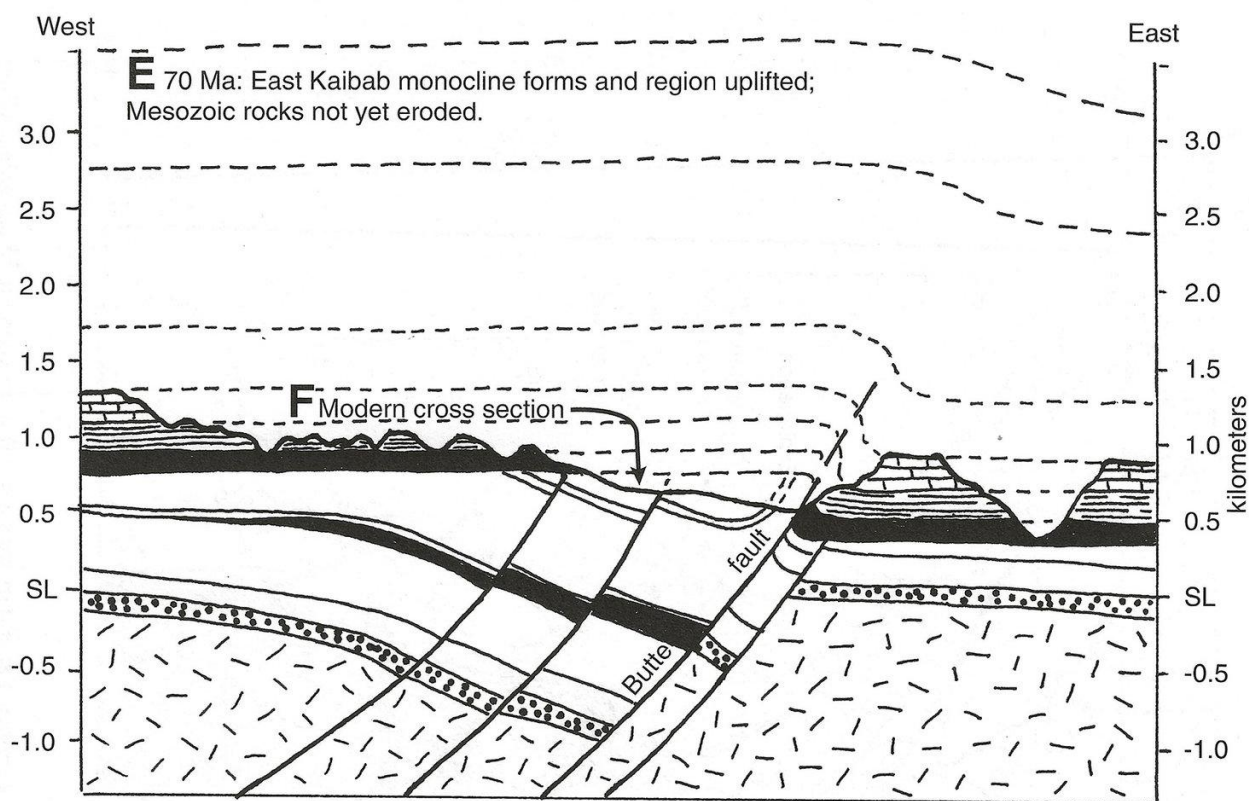 West
East
E 70 Ma: East Kaibab monocline forms and region uplifted;
Mesozoic rocks not yet eroded.
3.0
2.5
2.0
1.5
1.0
0.5
SL
-0.5
-1.0
3.0
2.5
2.0
1.5
1.0
0.5
SL
-0.5
-1.0
kilometers
F Modern cross section
Butte fault